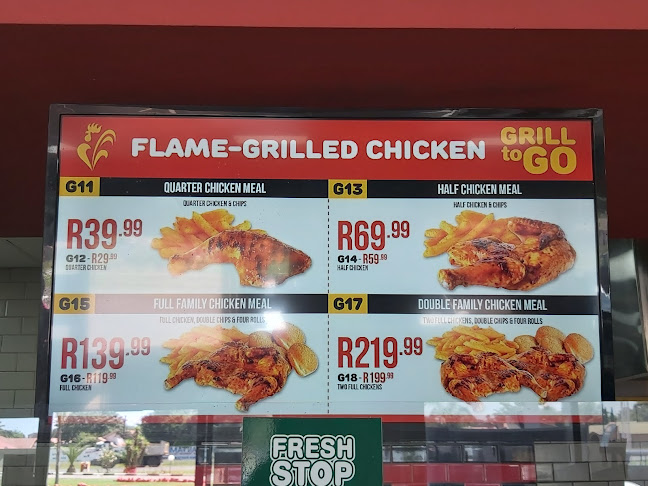 FLAME-GRILLED CHICKEN
GRILL
to GO
G11 QUARTER CHICKEN MEAL
QUARTER CHICKEN & CHIPS
R39.99
G12 - R29.99
QUARTER CHICKEN
G13 HALF CHICKEN MEAL
HALF CHICKEN & CHIPS
R69.99
G14 - R59.99
HALF CHICKEN
G15 FULL FAMILY CHICKEN MEAL
FULL CHICKEN, DOUBLE CHIPS & FOUR ROLLS
R139.99
G16 - R119.99
FULL CHICKEN
G17 DOUBLE FAMILY CHICKEN MEAL
TWO FULL CHICKENS, DOUBLE CHIPS & FOUR ROLLS
R219.99
G18 - R199.99
TWO FULL CHICKENS
FRESH
STOP